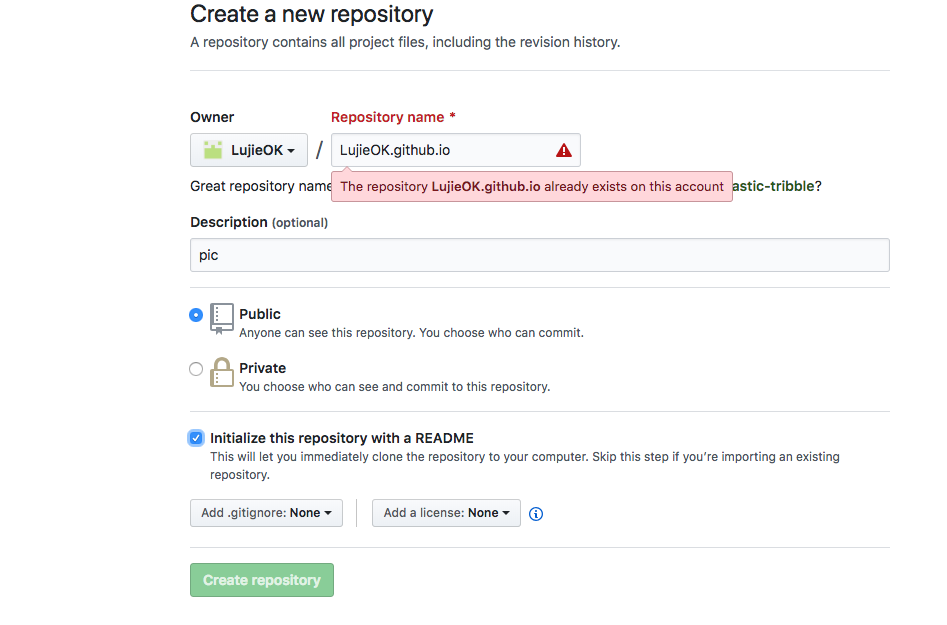 Create a new repository
A repository contains all project files, including the revision history.
Owner
Repository name *
LujieOK
/
LujieOK.github.io
Great repository name
The repository LujieOK.github.io already exists on this account
astic-tribble?
Description (optional)
pic
Public
Anyone can see this repository. You choose who can commit.
Private
You choose who can see and commit to this repository.
Initialize this repository with a README
This will let you immediately clone the repository to your computer. Skip this step if you’re importing an existing
repository.
Add .gitignore: None
Add a license: None
Create repository